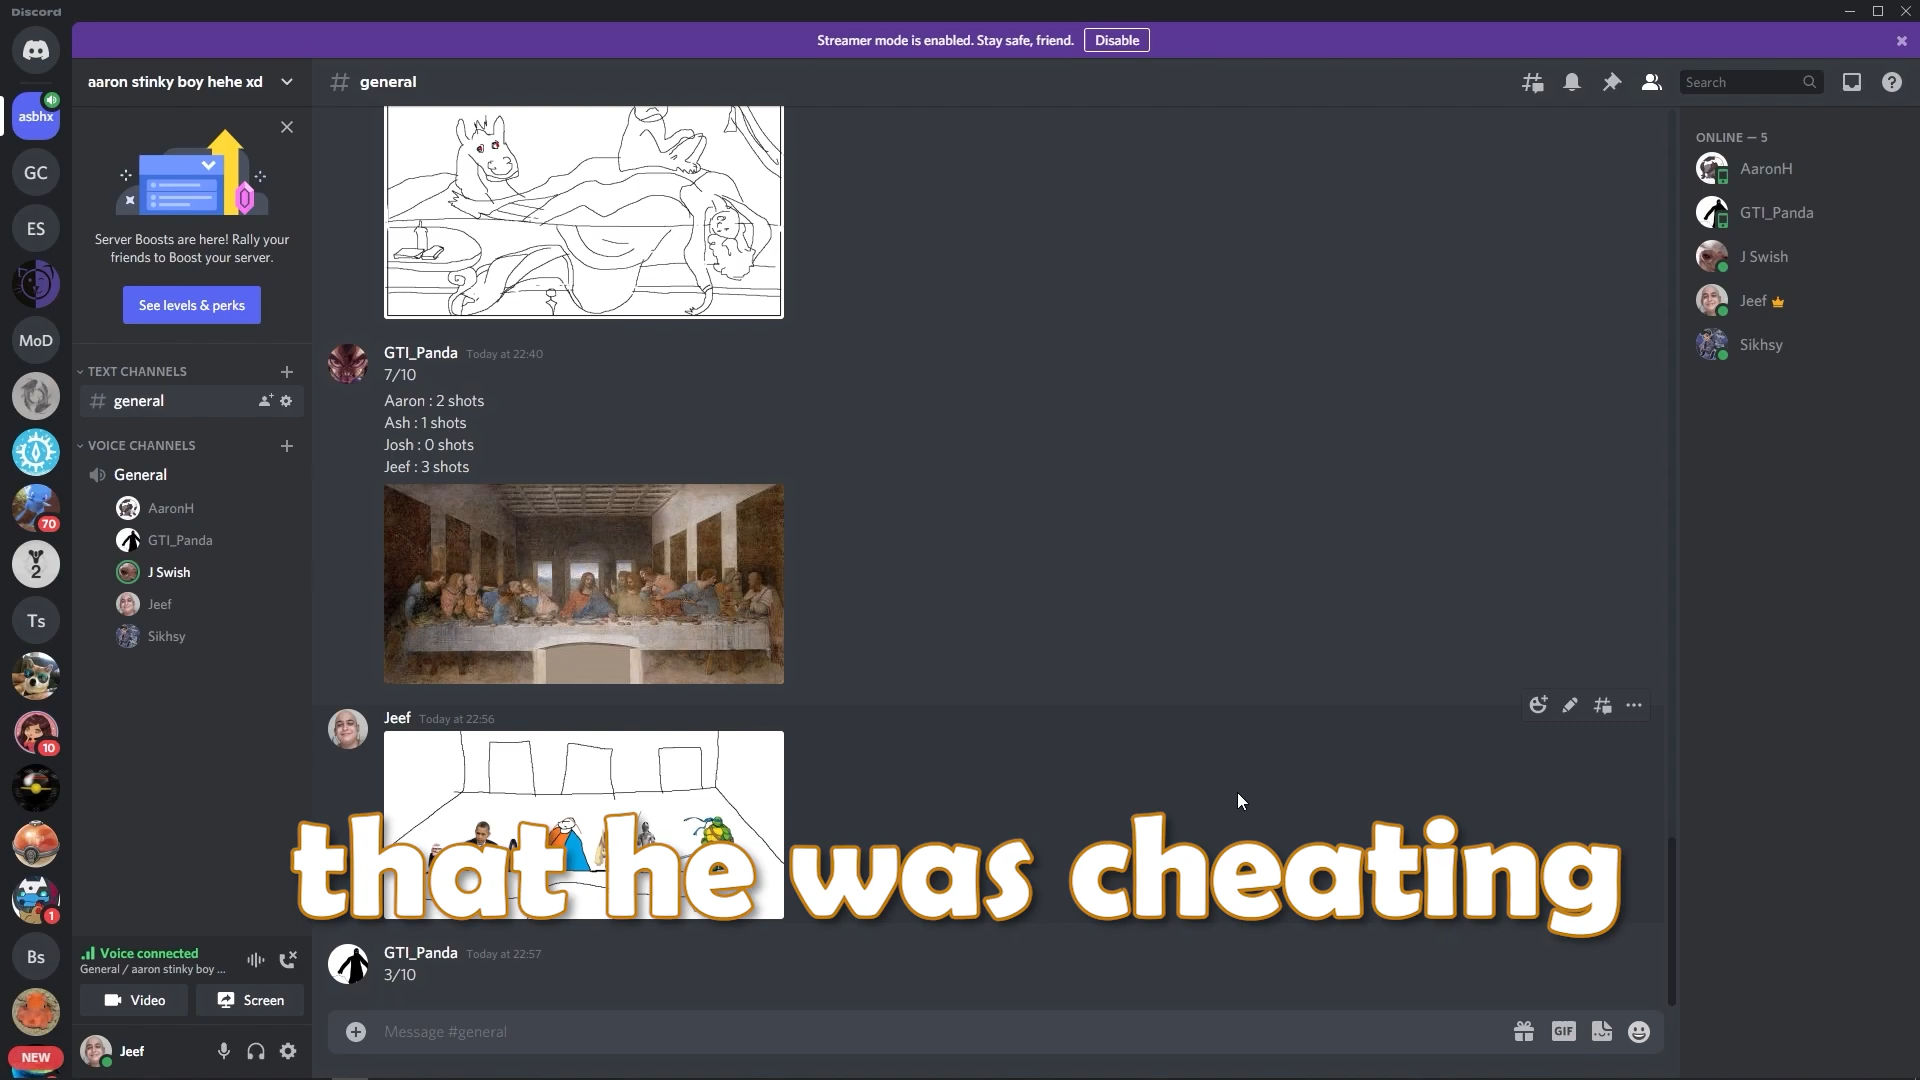 Discord
Streamer mode is enabled. Stay safe, friend.
Disable
asbhx
GC
ES
MoD
70
2
Ts
10
1
Bs
NEW
aaron stinky boy hehe xd
Server Boosts are here! Rally your
friends to Boost your server.
See levels & perks
TEXT CHANNELS
general
VOICE CHANNELS
General
AaronH
GTI_Panda
J Swish
Jeef
Sikhsy
Voice connected
General / aaron stinky boy ...
Video
Screen
Jeef
general
Search
GTI_Panda Today at 22:40
7/10
Aaron : 2 shots
Ash : 1 shots
Josh : 0 shots
Jeef : 3 shots
Jeef Today at 22:56
that he was cheating
GTI_Panda Today at 22:57
3/10
Message #general
GIF
ONLINE — 5
AaronH
GTI_Panda
J Swish
Jeef
Sikhsy